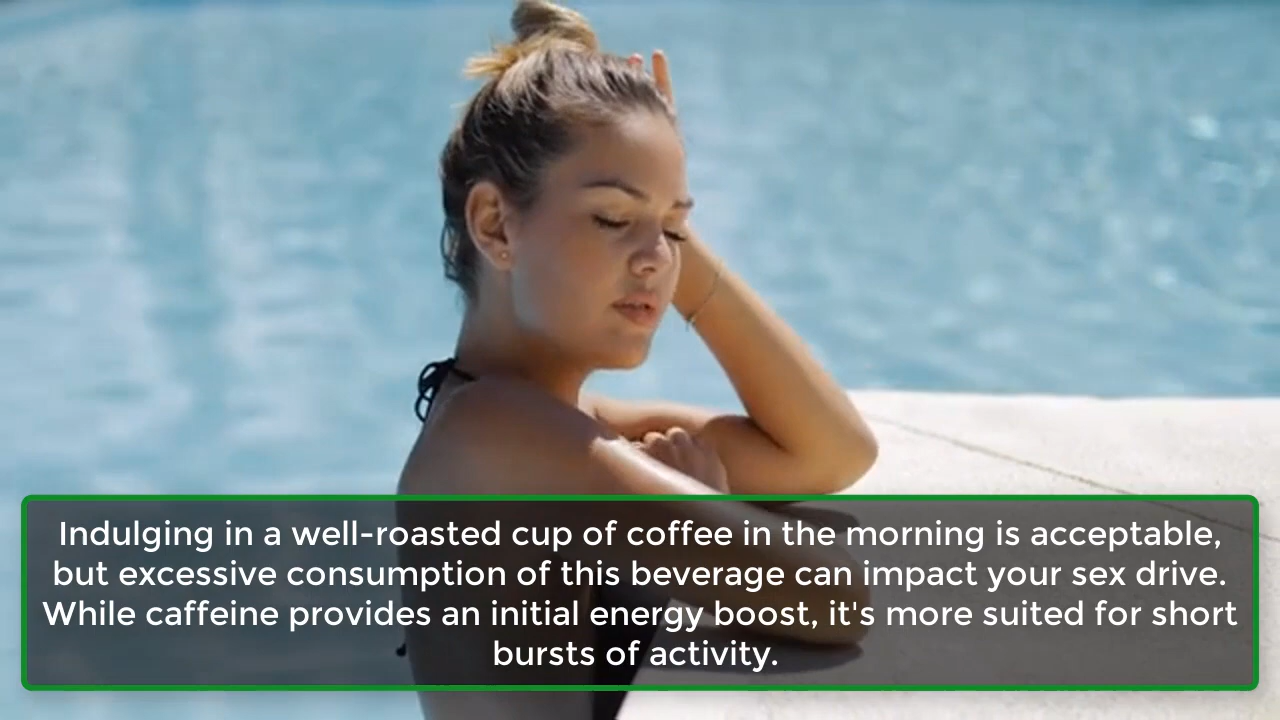 Indulging in a well-roasted cup of coffee in the morning is acceptable,
but excessive consumption of this beverage can impact your sex drive.
While caffeine provides an initial energy boost, it's more suited for short
bursts of activity.